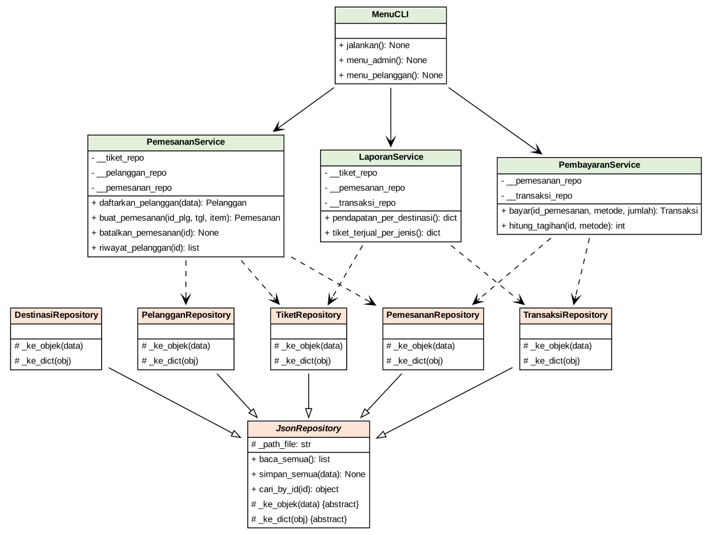 MenuCLI
+ jalankan(): None
+ menu_admin(): None
+ menu_pelanggan(): None
PemesananService
- __tiket_repo
- __pelanggan_repo
- __pemesanan_repo
+ daftarkan_pelanggan(data): Pelanggan
+ buat_pemesanan(id_plg, tgl, item): Pemesanan
+ batalkan_pemesanan(id): None
+ riwayat_pelanggan(id): list
LaporanService
- __tiket_repo
- __pemesanan_repo
- __transaksi_repo
+ pendapatan_per_destinasi(): dict
+ tiket_terjual_per_jenis(): dict
PembayaranService
- __pemesanan_repo
- __transaksi_repo
+ bayar(id_pemesanan, metode, jumlah): Transaksi
+ hitung_tagihan(id, metode): int
DestinasiRepository
# _ke_objek(data)
# _ke_dict(obj)
PelangganRepository
# _ke_objek(data)
# _ke_dict(obj)
TiketRepository
# _ke_objek(data)
# _ke_dict(obj)
PemesananRepository
# _ke_objek(data)
# _ke_dict(obj)
TransaksiRepository
# _ke_objek(data)
# _ke_dict(obj)
JsonRepository
# _path_file: str
+ baca_semua(): list
+ simpan_semua(data): None
+ cari_by_id(id): object
# _ke_objek(data) {abstract}
# _ke_dict(obj) {abstract}